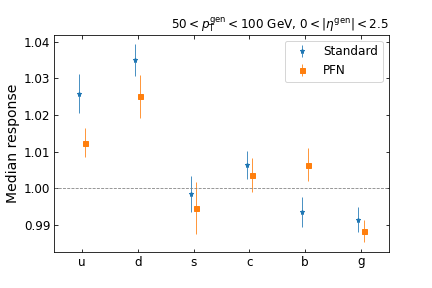 50 < p_T^gen < 100 GeV, 0 < |η^gen| < 2.5
Standard
PFN
Median response
1.04
1.03
1.02
1.01
1.00
0.99
u d s c b g